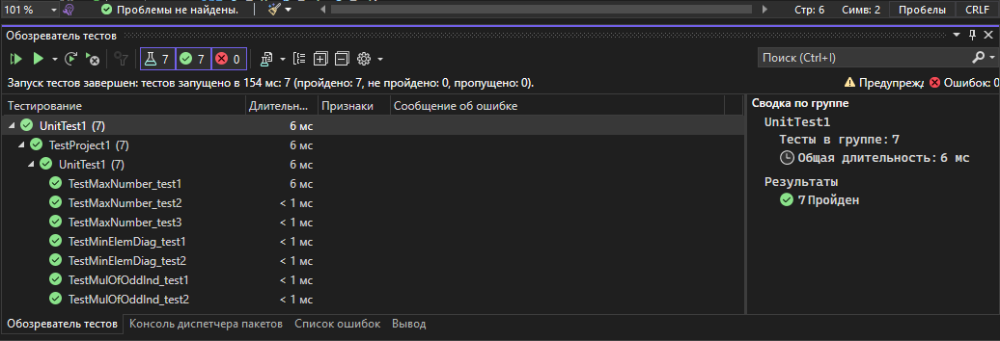 101 %
Проблемы не найдены.
Стр: 6
Симв: 2
Пробелы
CRLF
Обозреватель тестов
7
7
0
Поиск (Ctrl+I)
Запуск тестов завершен: тестов запущено в 154 мс: 7 (пройдено: 7, не пройдено: 0, пропущено: 0).
Предупрежд
Ошибок: 0
Тестирование Длительн... Признаки Сообщение об ошибке
UnitTest1 (7) 6 мс
TestProject1 (7) 6 мс
UnitTest1 (7) 6 мс
TestMaxNumber_test1 6 мс
TestMaxNumber_test2 < 1 мс
TestMaxNumber_test3 < 1 мс
TestMinElemDiag_test1 < 1 мс
TestMinElemDiag_test2 < 1 мс
TestMulOfOddInd_test1 < 1 мс
TestMulOfOddInd_test2 < 1 мс
Сводка по группе
UnitTest1
Тесты в группе: 7
Общая длительность: 6 мс
Результаты
7 Пройден
Обозреватель тестов Консоль диспетчера пакетов Список ошибок Вывод